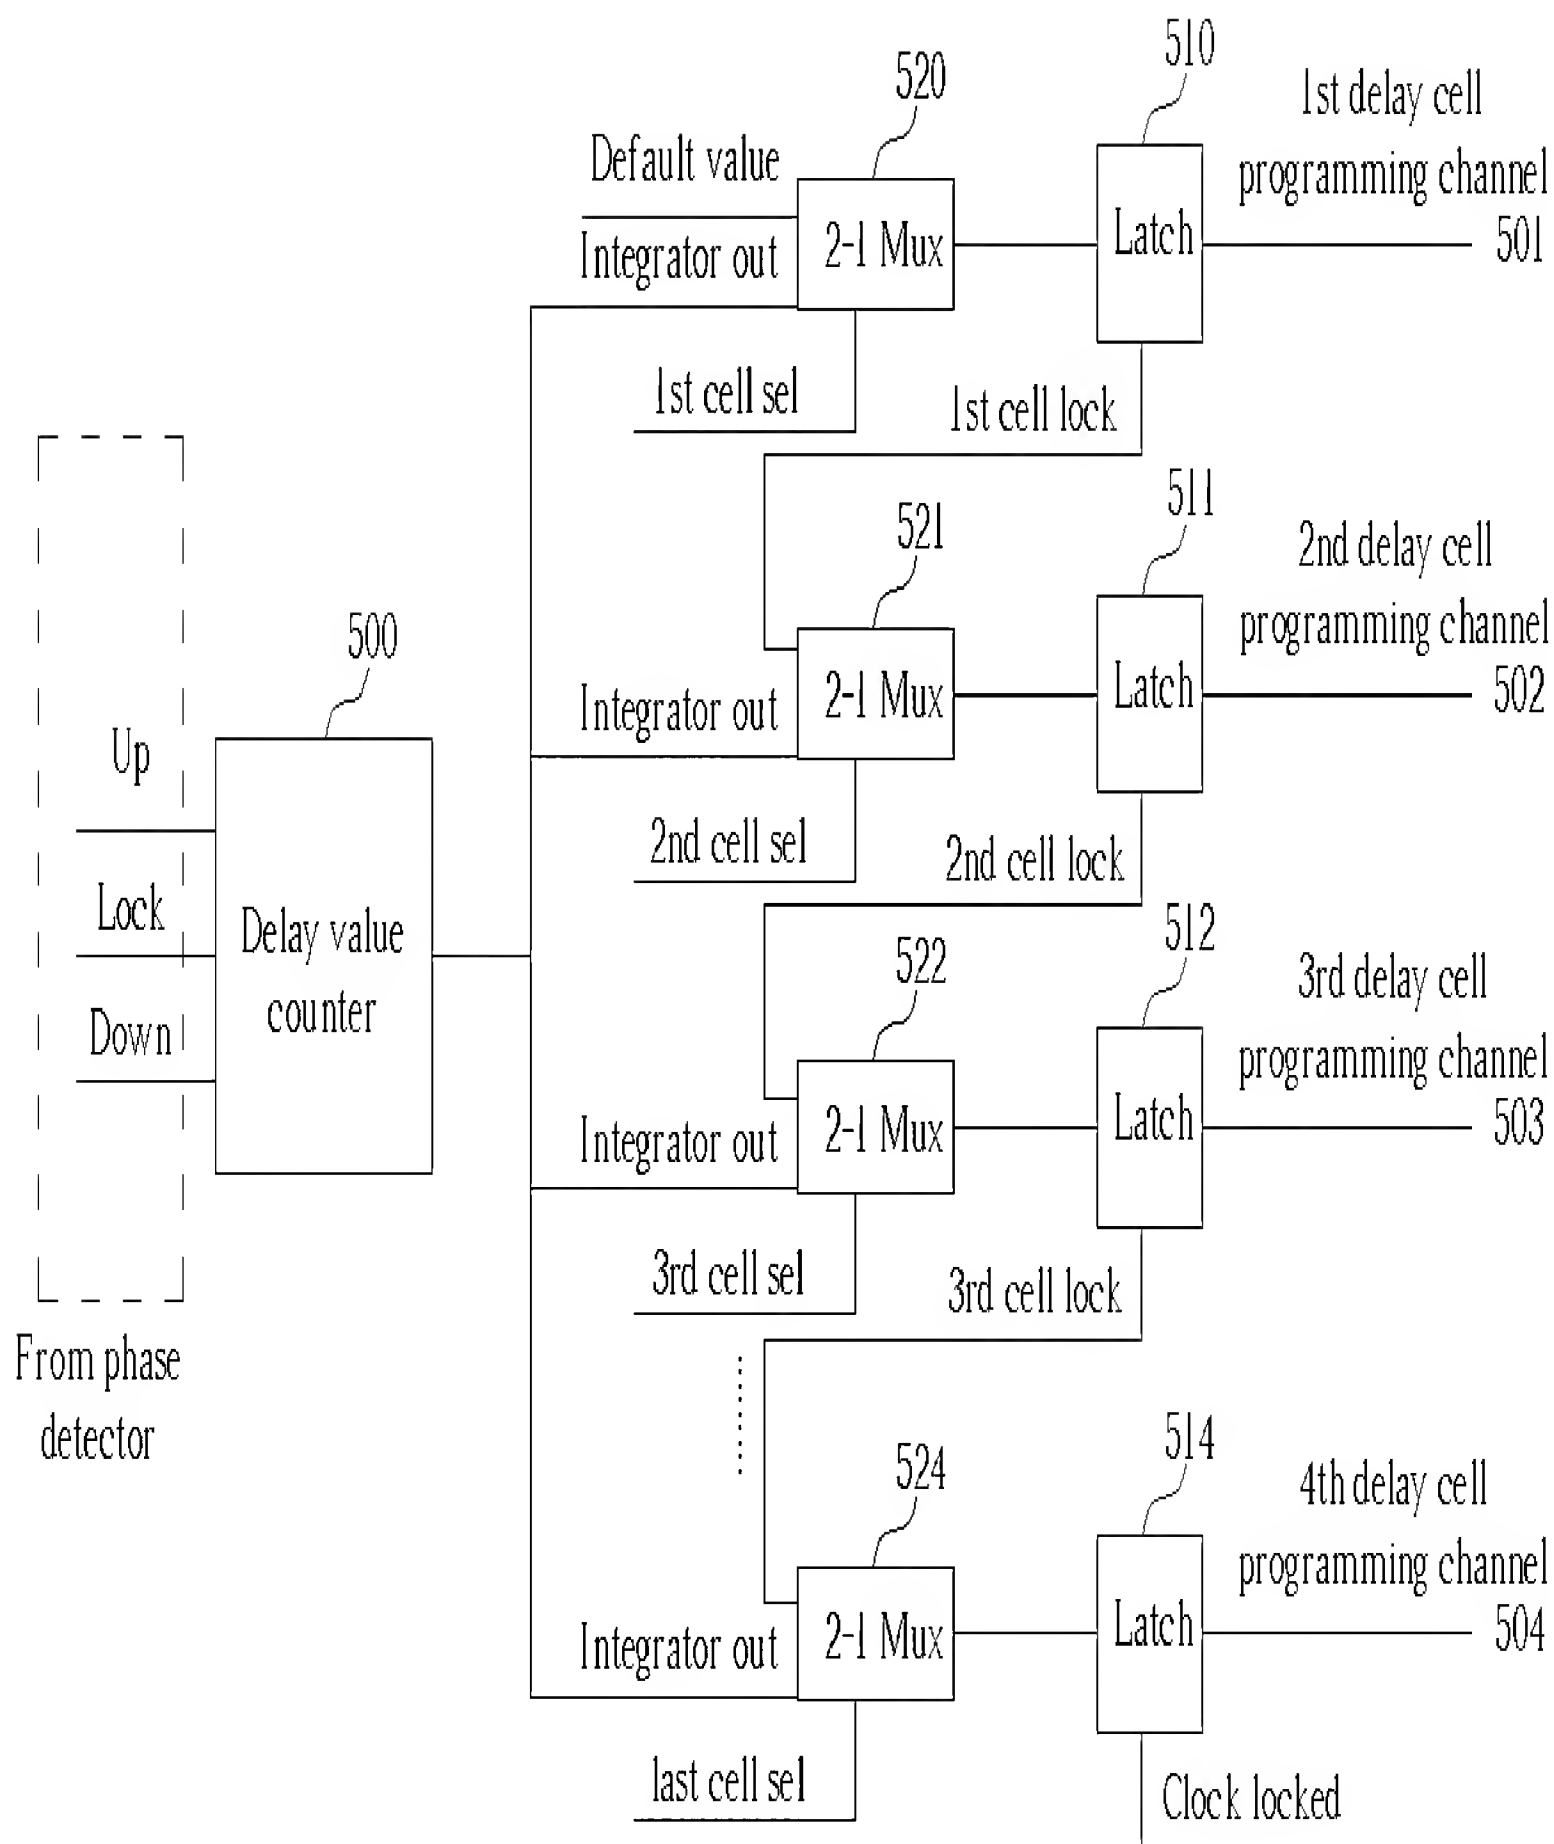 510
520
1st delay cell
programming channel
501
Default value
Integrator out
2-1 Mux
Latch
1st cell sel
1st cell lock
511
521
2nd delay cell
programming channel
502
500
Integrator out
2-1 Mux
Latch
Up
Lock
Down
Delay value
counter
2nd cell sel
2nd cell lock
512
522
3rd delay cell
programming channel
503
Integrator out
2-1 Mux
Latch
3rd cell sel
3rd cell lock
From phase
detector
514
524
4th delay cell
programming channel
504
Integrator out
2-1 Mux
Latch
last cell sel
Clock locked